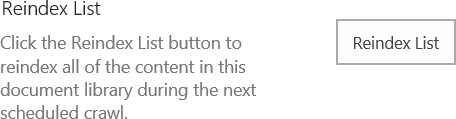 Reindex List
Click the Reindex List button to
reindex all of the content in this
document library during the next
scheduled crawl.
Reindex List